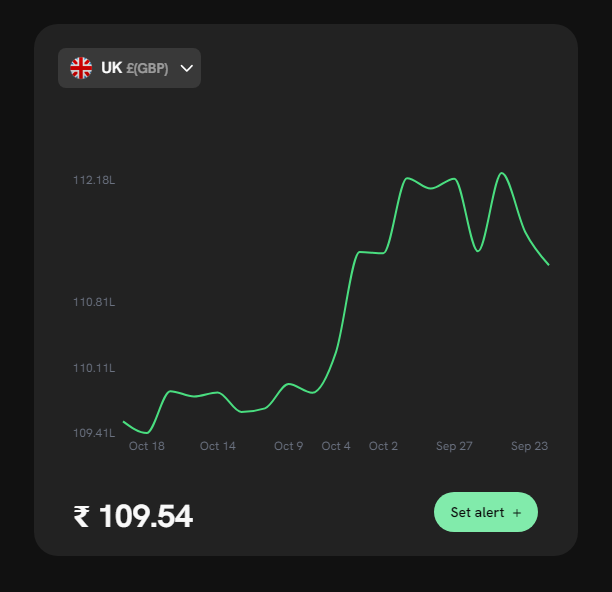 UK £(GBP)
112.18L
110.81L
110.11L
109.41L
Oct 18 Oct 14 Oct 9 Oct 4 Oct 2 Sep 27 Sep 23
₹ 109.54
Set alert +